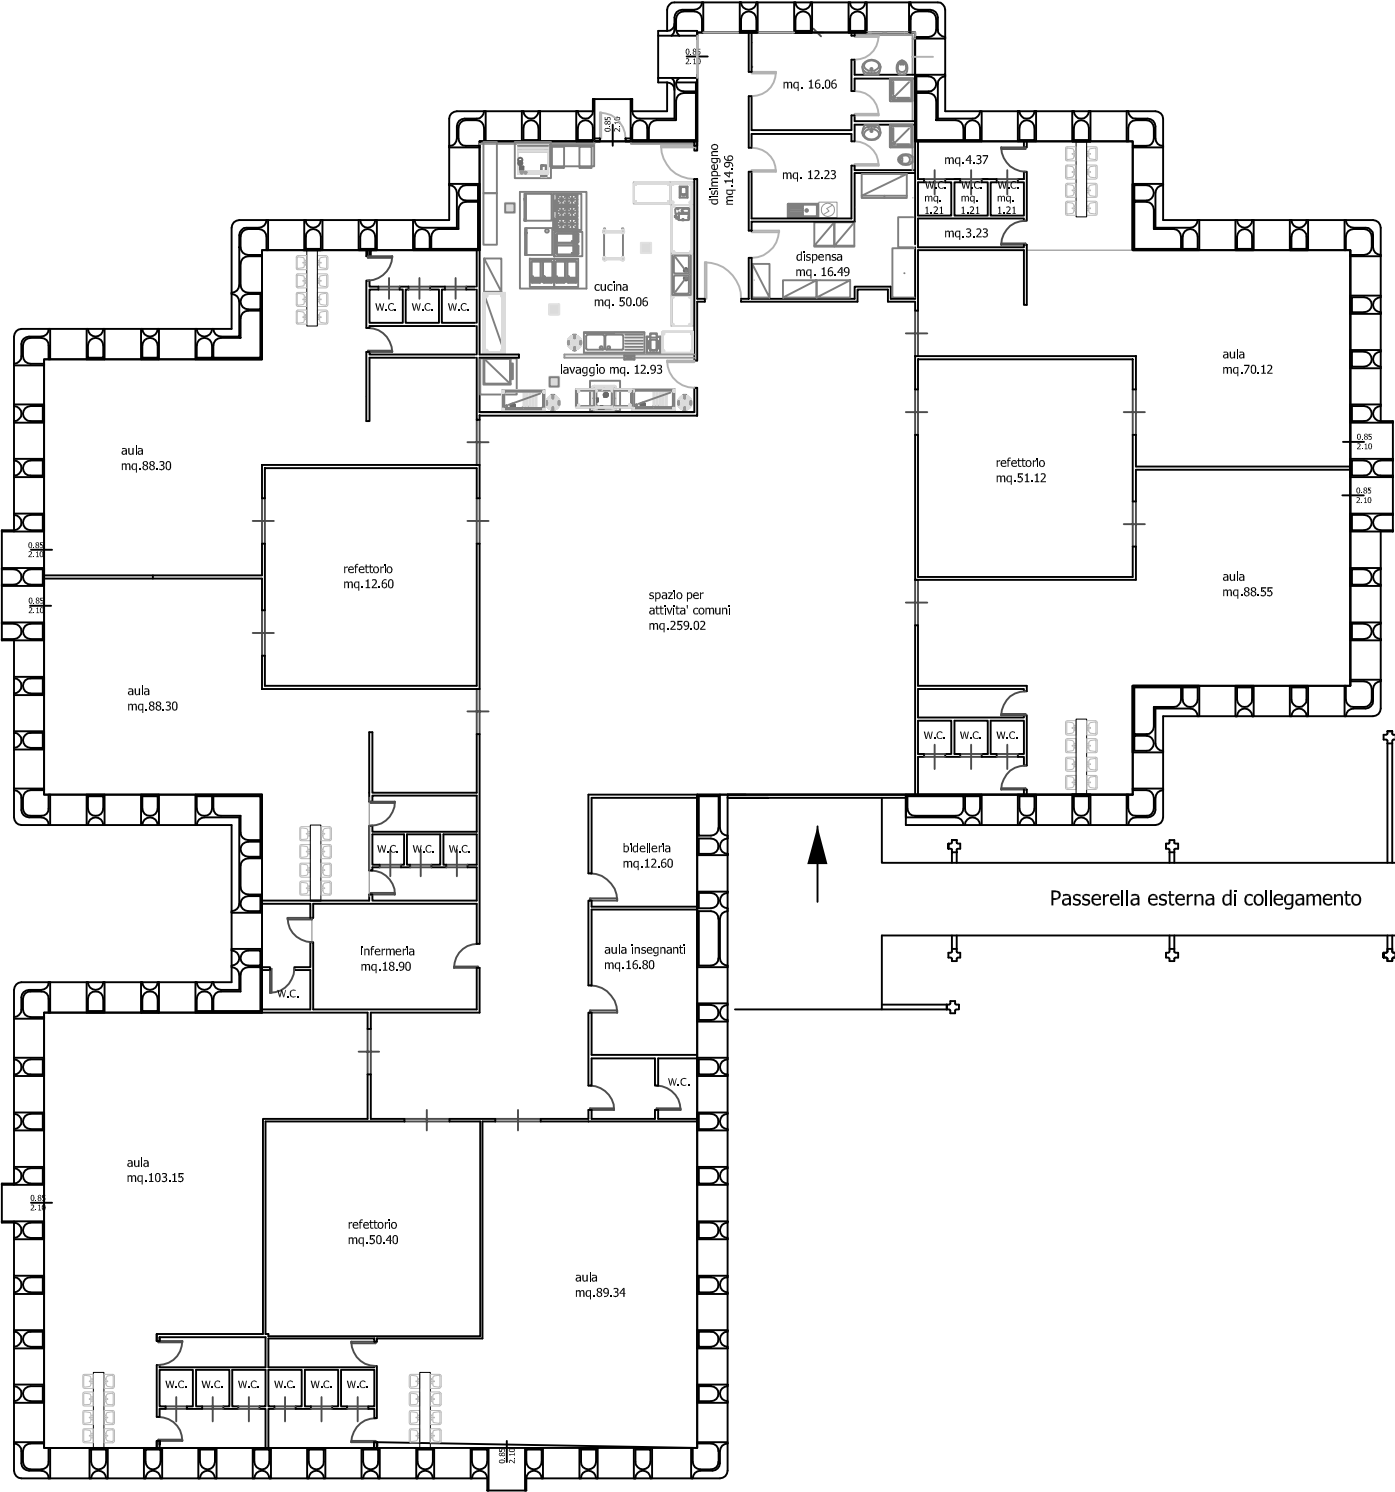 0.85
2.10
mq. 16.06
0.85
2.10
disimpegno
mq.14.96
mq. 12.23
mq.4.37
W.C.
mq.
1.21
W.C.
mq.
1.21
W.C.
mq.
1.21
mq.3.23
dispensa
mq. 16.49
cucina
mq. 50.06
W.C.
W.C.
W.C.
lavaggio mq. 12.93
aula
mq.70.12
aula
mq.88.30
0.85
2.10
refettorio
mq.51.12
0.85
2.10
0.85
2.10
refettorio
mq.12.60
aula
mq.88.55
0.85
2.10
spazio per
attivita' comuni
mq.259.02
aula
mq.88.30
W.C.
W.C.
W.C.
W.C.
W.C.
W.C.
bidelleria
mq.12.60
Passerella esterna di collegamento
infermeria
mq.18.90
aula insegnanti
mq.16.80
W.C.
W.C.
aula
mq.103.15
0.85
2.10
refettorio
mq.50.40
aula
mq.89.34
W.C.
W.C.
W.C.
W.C.
W.C.
W.C.
0.85
2.10